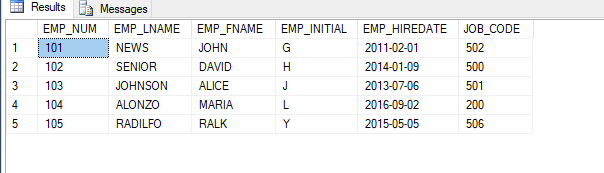 Results Messages
EMP_NUM EMP_LNAME EMP_FNAME EMP_INITIAL EMP_HIREDATE JOB_CODE
1 101 NEWS JOHN G 2011-02-01 502
2 102 SENIOR DAVID H 2014-01-09 500
3 103 JOHNSON ALICE J 2013-07-06 501
4 104 ALONZO MARIA L 2016-09-02 200
5 105 RADILFO RALK Y 2015-05-05 506